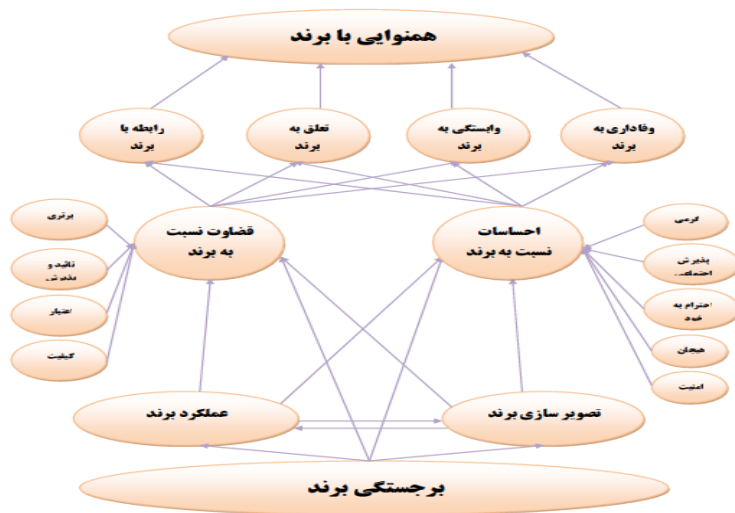 همنوایی با برند
رابطه با
برند
تعلق به
برند
وابستگی به
برند
وفاداری به
برند
برتری
تائید و
پذیرش
اعتبار
کیفیت
قضاوت نسبت
به برند
احساسات
نسبت به برند
گرمی
پذیرش
اجتماعی
احترام به
خود
هیجان
امنیت
عملکرد برند
تصویر سازی برند
برجستگی برند